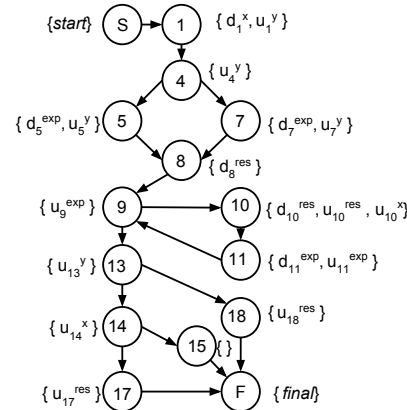 {start} S 1 { d₁ˣ, u₁ʸ }
4 { u₄ʸ }
{ d₅ᵉˣᵖ, u₅ʸ } 5 7 { d₇ᵉˣᵖ, u₇ʸ }
8 { d₈ʳᵉˢ }
{ u₉ᵉˣᵖ } 9 10 { d₁₀ʳᵉˢ, u₁₀ʳᵉˢ , u₁₀ˣ}
11 { d₁₁ᵉˣᵖ, u₁₁ᵉˣᵖ }
{ u₁₃ʸ } 13
18 { u₁₈ʳᵉˢ }
{ u₁₄ˣ } 14
15 { }
{ u₁₇ʳᵉˢ } 17 F { final}